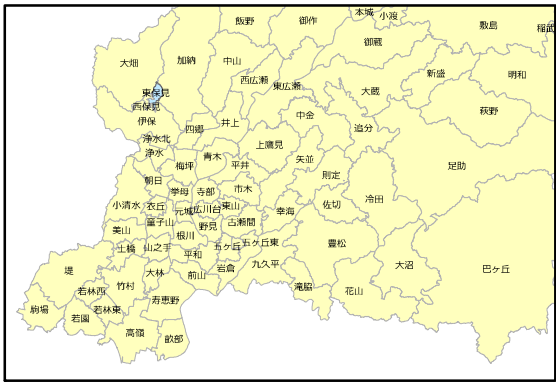 本城
小渡
飯野
御作
敷島
稲武
御蔵
加納
中山
大畑
新盛
明和
西広瀬
東広瀬
大蔵
東保見
西保見
萩野
伊保
中金
井上
四郷
追分
浄水北
上鷹見
浄水
青木
矢並
梅坪
平井
足助
則定
朝日
挙母
寺部
市木
冷田
小清水
衣丘
元城
広川台
東山
幸海
佐切
童子山
野見
古瀬間
美山
根川
五ケ丘
五ケ丘東
豊松
土橋
山之手
平和
岩倉
九久平
大沼
巴ケ丘
堤
大林
前山
滝脇
花山
若林西
竹村
寿恵野
駒場
若園
若林東
高嶺
畝部